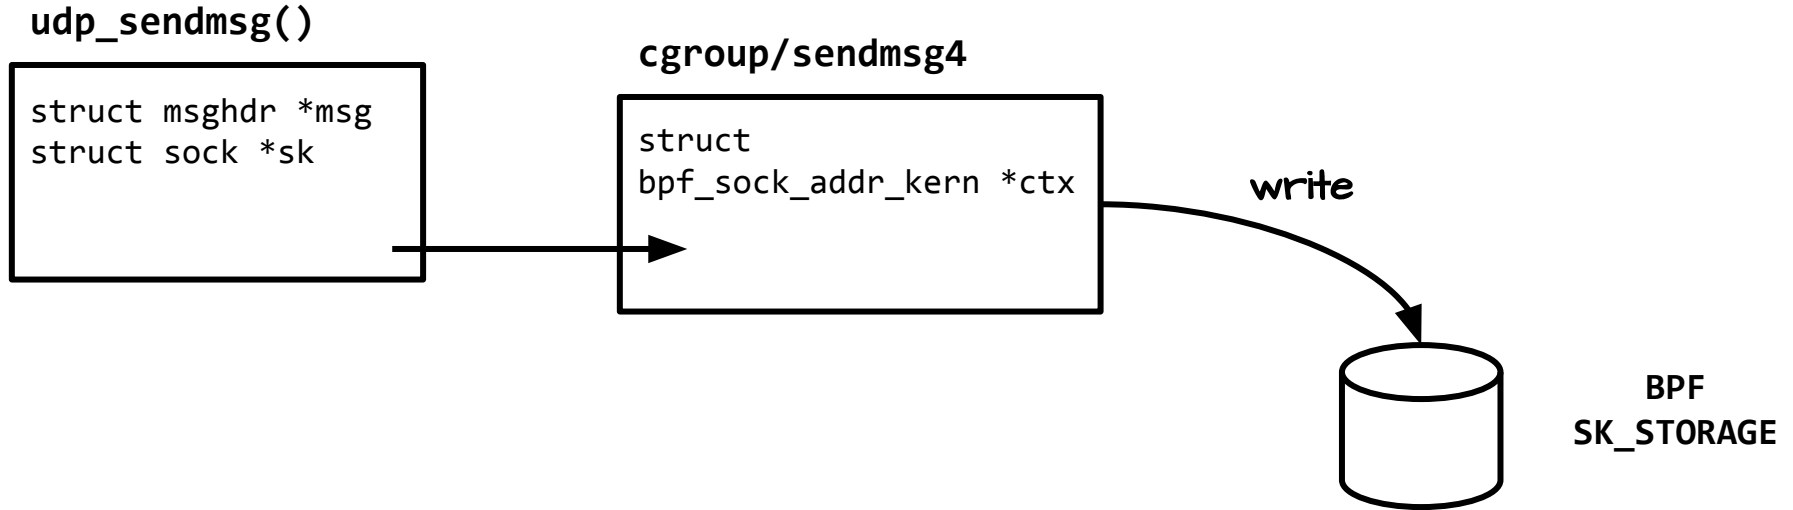 udp_sendmsg()
struct msghdr *msg
struct sock *sk
cgroup/sendmsg4
struct
bpf_sock_addr_kern *ctx
write
BPF
SK_STORAGE